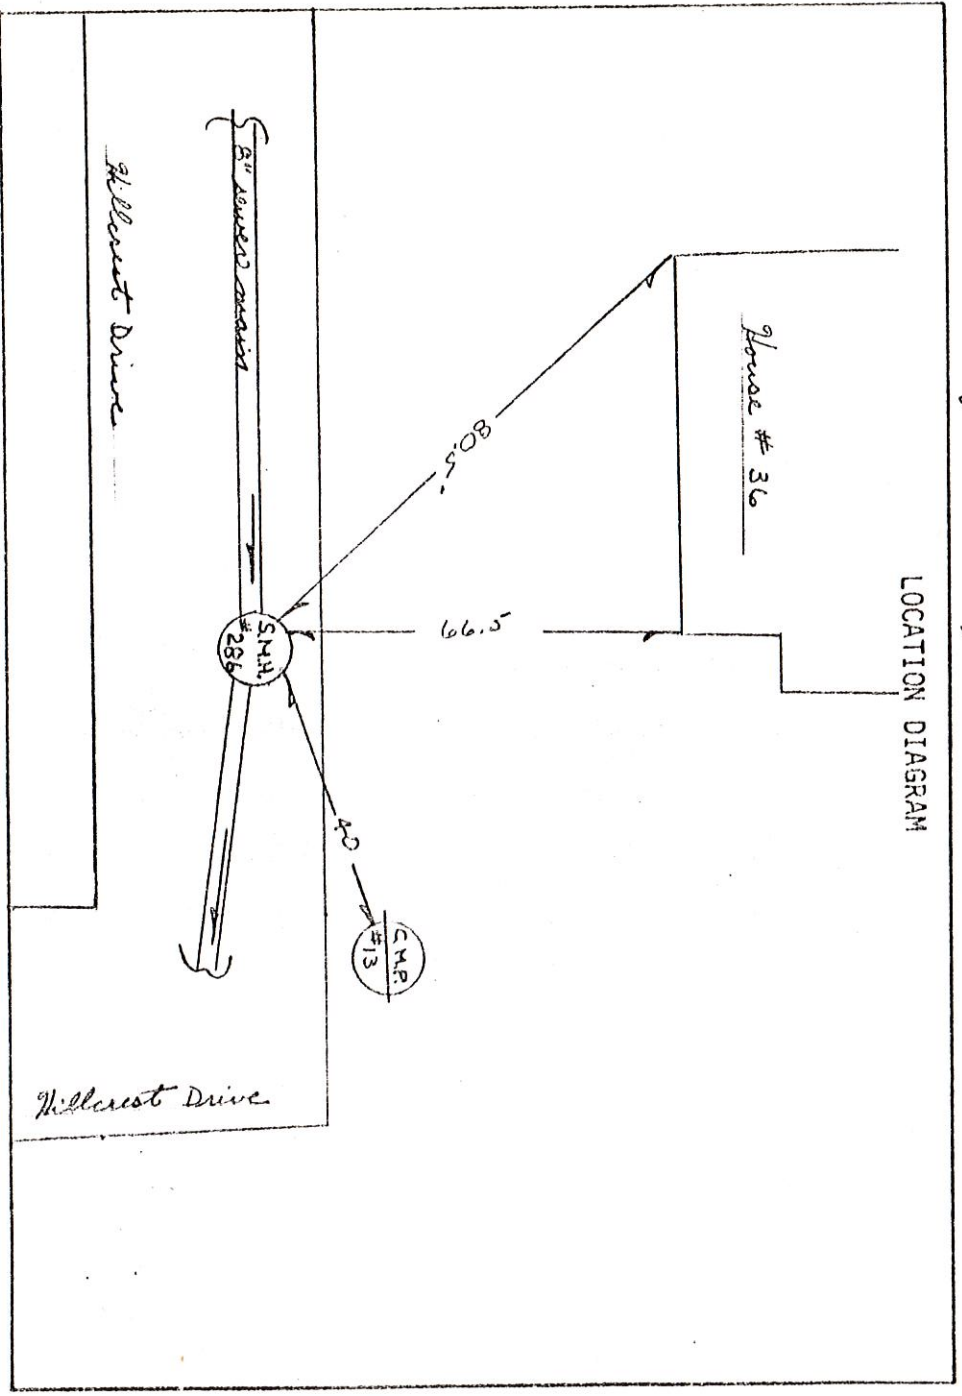 LOCATION DIAGRAM
House # 36
80.5'
66.5
40
C.M.P.
#13
S.M.H.
#286
8" sewer main
Hillcrest Drive
Hillcrest Drive